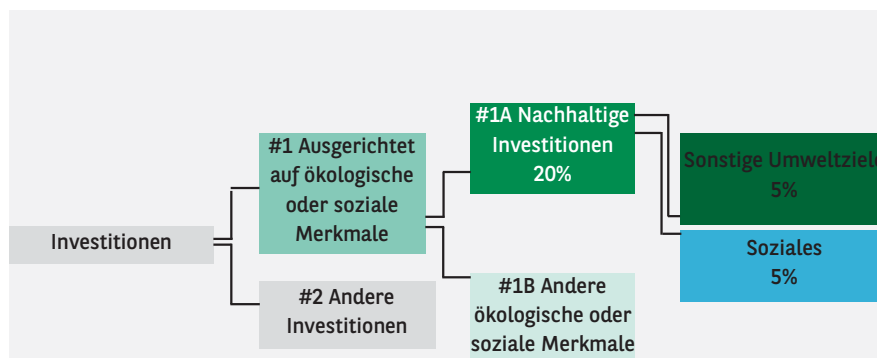 Investitionen
#1 Ausgerichtet
auf ökologische
oder soziale
Merkmale
#2 Andere
Investitionen
#1A Nachhaltige
Investitionen
20%
#1B Andere
ökologische oder
soziale Merkmale
Sonstige Umweltziele
5%
Soziales
5%